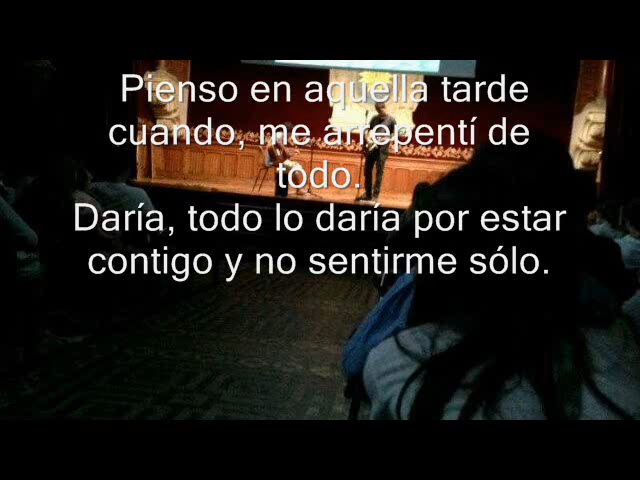 Pienso en aquella tarde
cuando, me arrepentí de
todo.
Daría, todo lo daría por estar
contigo y no sentirme sólo.